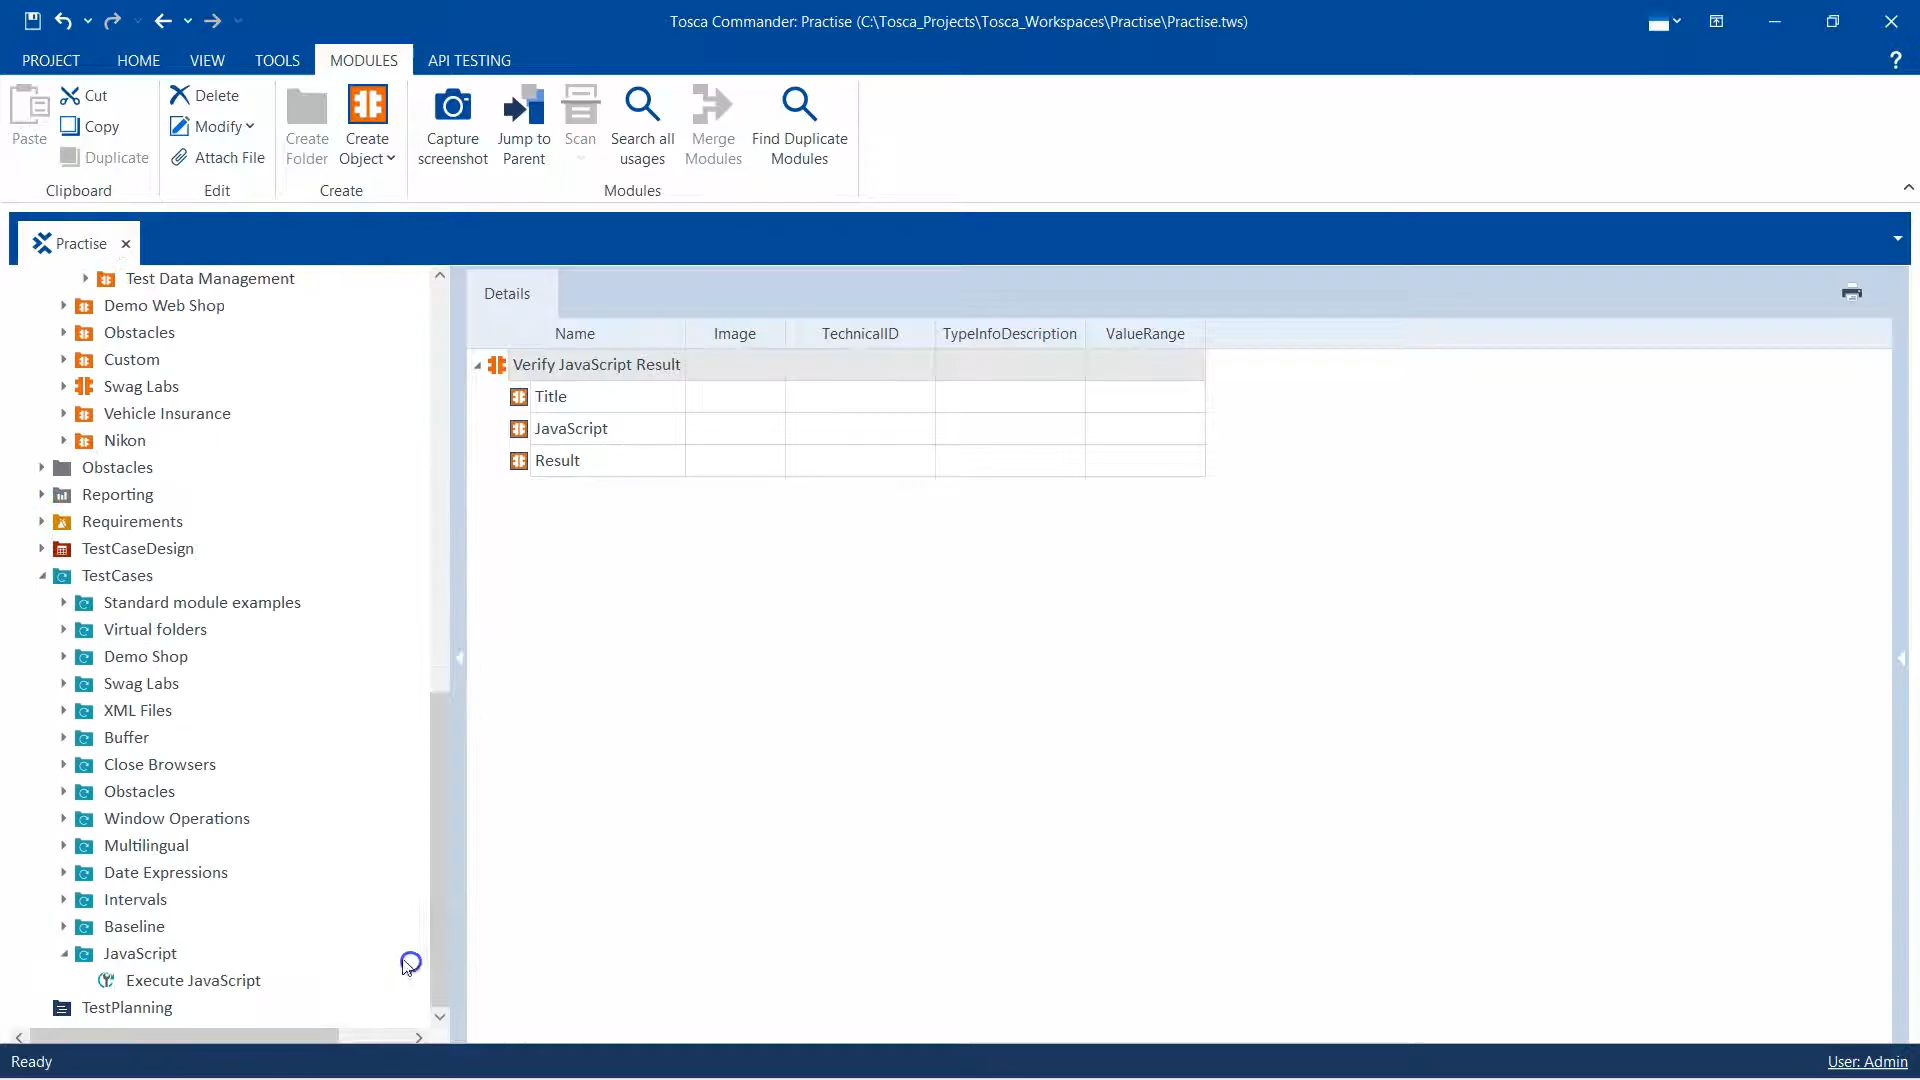 Tosca Commander: Practise (C:\Tosca_Projects\Tosca_Workspaces\Practise\Practise.tws)
PROJECT HOME VIEW TOOLS MODULES API TESTING ?
Paste
Cut
Copy
Duplicate
Clipboard
Delete
Modify
Attach File
Edit
Create Folder
Create Object
Create
Capture screenshot
Jump to Parent
Scan
Search all usages
Merge Modules
Find Duplicate Modules
Modules
Practise
Test Data Management
Demo Web Shop
Obstacles
Custom
Swag Labs
Vehicle Insurance
Nikon
Obstacles
Reporting
Requirements
TestCaseDesign
TestCases
Standard module examples
Virtual folders
Demo Shop
Swag Labs
XML Files
Buffer
Close Browsers
Obstacles
Window Operations
Multilingual
Date Expressions
Intervals
Baseline
JavaScript
Execute JavaScript
TestPlanning
Details
Name Image TechnicalID TypeInfoDescription ValueRange
Verify JavaScript Result
Title
JavaScript
Result
Ready
User: Admin